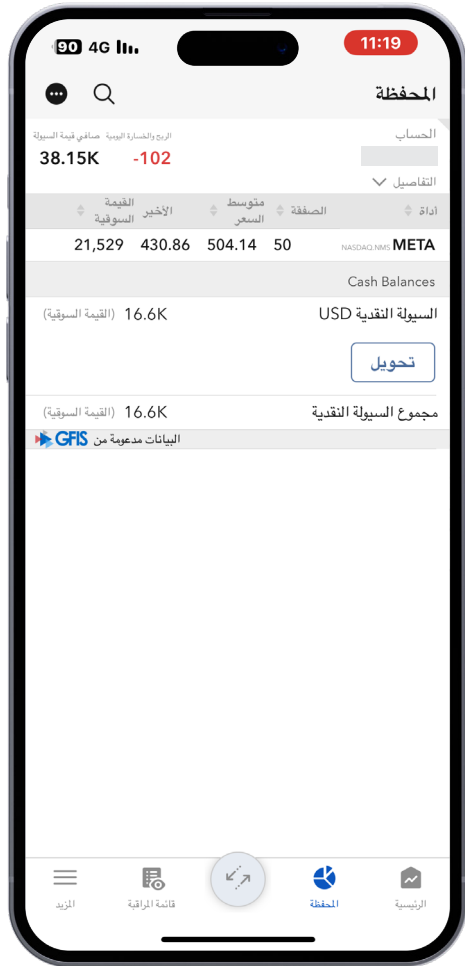 90 4G 11:19
المحفظة
الحساب
الربح والخسارة اليومية صافي قيمة السيولة
-102 38.15K
التفاصيل
أداة الصفقة متوسط السعر الأخير القيمة السوقية
META NASDAQ.NMS 50 504.14 430.86 21,529
Cash Balances
السيولة النقدية USD 16.6K (القيمة السوقية)
تحويل
مجموع السيولة النقدية 16.6K (القيمة السوقية)
البيانات مدعومة من GFIS
الرئيسية المحفظة قائمة المراقبة المزيد